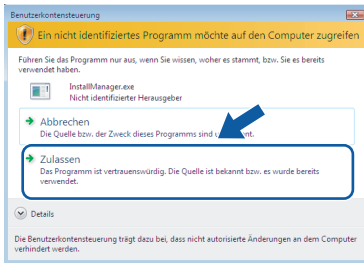 Benutzerkontensteuerung
Ein nicht identifiziertes Programm möchte auf den Computer zugreifen
Führen Sie das Programm nur aus, wenn Sie wissen, woher es stammt, bzw. Sie es bereits
verwendet haben.
InstallManager.exe
Nicht identifizierter Herausgeber
Abbrechen
Die Quelle bzw. der Zweck dieses Programms sind
Zulassen
Das Programm ist vertrauenswürdig. Die Quelle ist bekannt bzw. es wurde bereits
verwendet.
Details
Die Benutzerkontensteuerung trägt dazu bei, dass nicht autorisierte Änderungen an dem Computer
verhindert werden.